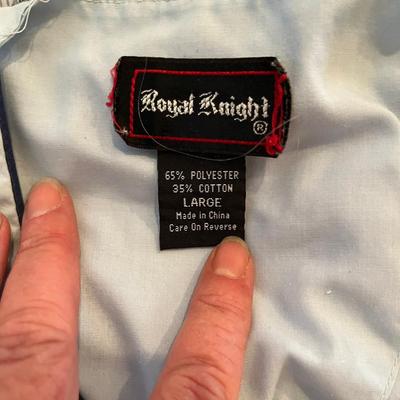 Royal Knight
®
65% POLYESTER
35% COTTON
LARGE
Made in China
Care On Reverse